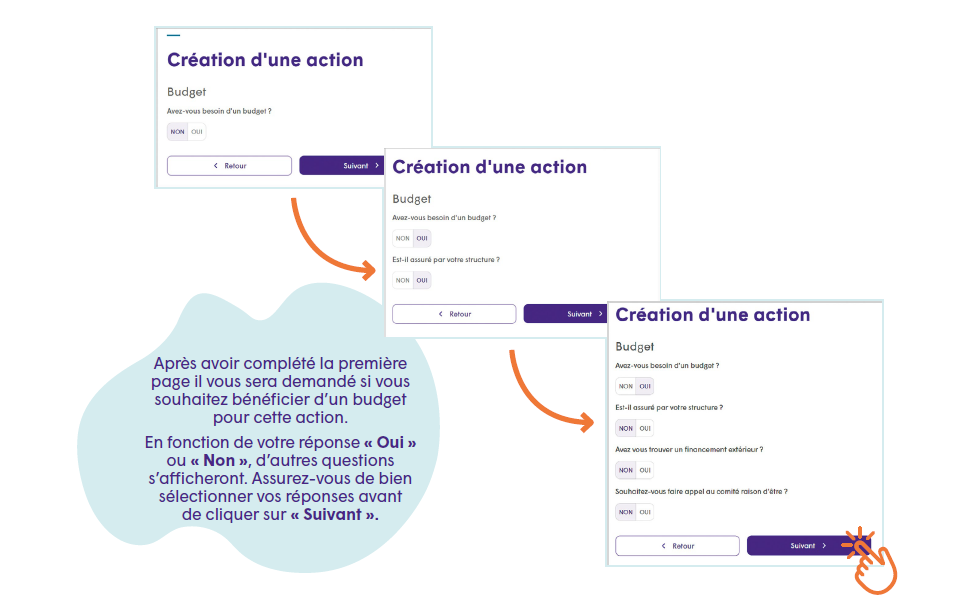 Création d'une action
Budget
Avez-vous besoin d'un budget ?
NON OUI
Retour
Suivant
Création d'une action
Budget
Avez-vous besoin d'un budget ?
NON OUI
Est-il assuré par votre structure ?
NON OUI
Retour
Suivant
Création d'une action
Budget
Avez-vous besoin d'un budget ?
NON OUI
Est-il assuré par votre structure ?
NON OUI
Avez vous trouver un financement extérieur ?
NON OUI
Souhaitez-vous faire appel au comité raison d'être ?
NON OUI
Retour
Suivant
Après avoir complété la première
page il vous sera demandé si vous
souhaitez bénéficier d’un budget
pour cette action.
En fonction de votre réponse « Oui »
ou « Non », d’autres questions
s’afficheront. Assurez-vous de bien
sélectionner vos réponses avant
de cliquer sur « Suivant ».